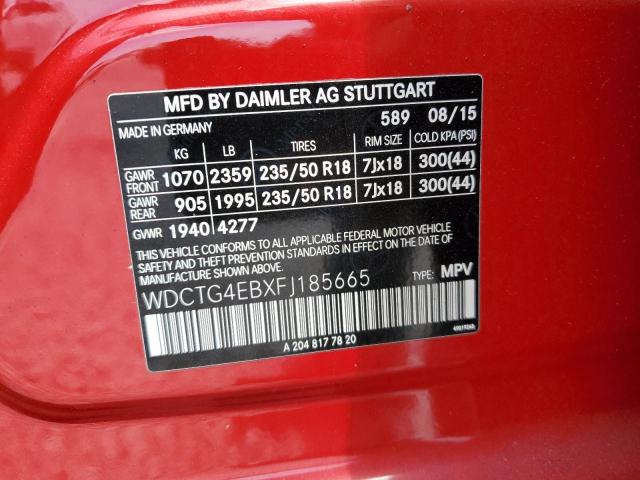 MFD BY DAIMLER AG STUTTGART
MADE IN GERMANY 589 08/15
KG LB TIRES RIM SIZE COLD KPA(PSI)
GAWR FRONT 1070 2359 235/50 R18 7Jx18 300(44)
GAWR REAR 905 1995 235/50 R18 7Jx18 300(44)
GVWR 1940 4277
THIS VEHICLE CONFORMS TO ALL APPLICABLE FEDERAL MOTOR VEHICLE
SAFETY AND THEFT PREVENTION STANDARDS IN EFFECT ON THE DATE OF
MANUFACTURE SHOWN ABOVE.
WDCTG4EBXFJ185665 TYPE: MPV
A 204 817 78 20